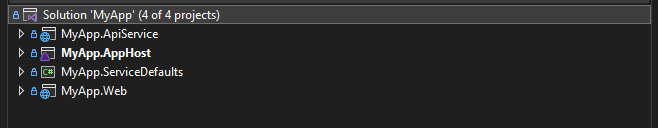 Solution 'MyApp' (4 of 4 projects)
MyApp.ApiService
MyApp.AppHost
C# MyApp.ServiceDefaults
MyApp.Web